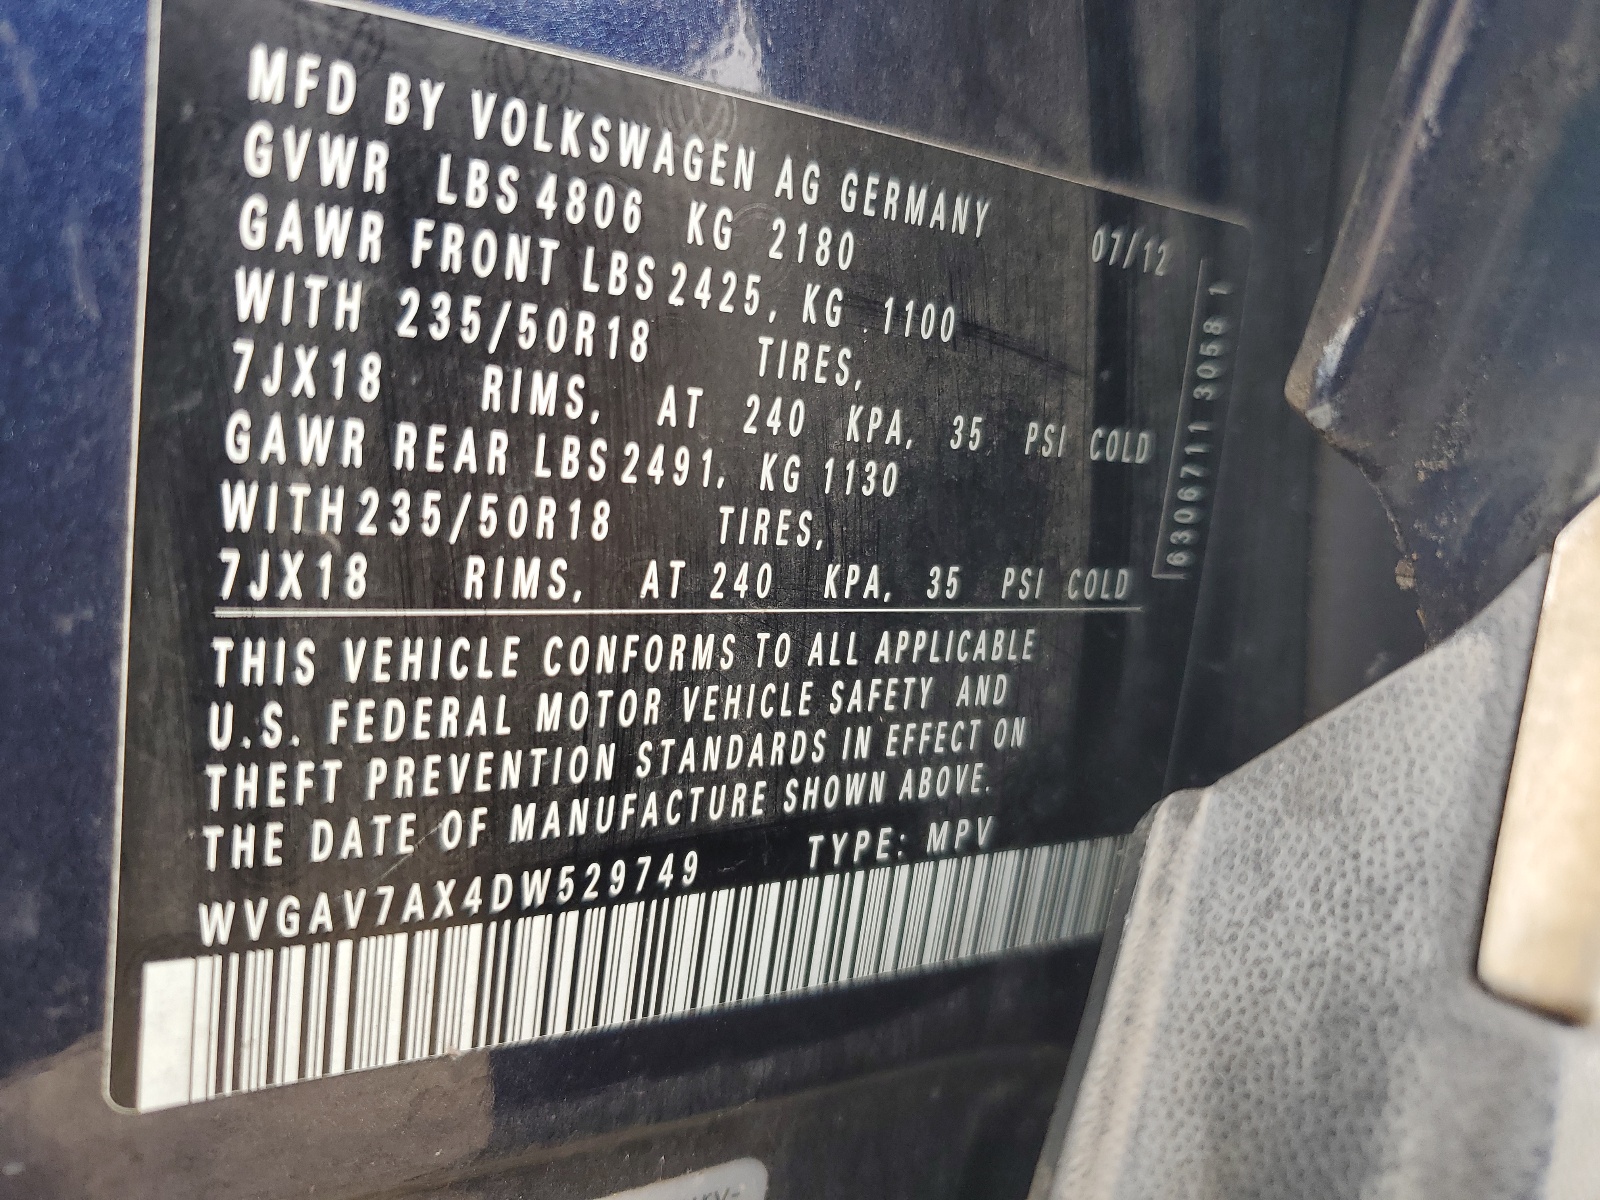 MFD BY VOLKSWAGEN AG GERMANY
GVWR LBS 4806 KG 2180 07/12
GAWR FRONT LBS 2425, KG 1100
WITH 235/50R18 TIRES,
7JX18 RIMS, AT 240 KPA, 35 PSI COLD
GAWR REAR LBS 2491, KG 1130
WITH 235/50R18 TIRES,
7JX18 RIMS, AT 240 KPA, 35 PSI COLD
THIS VEHICLE CONFORMS TO ALL APPLICABLE
U.S. FEDERAL MOTOR VEHICLE SAFETY AND
THEFT PREVENTION STANDARDS IN EFFECT ON
THE DATE OF MANUFACTURE SHOWN ABOVE.
WVGAV7AX4DW529749 TYPE: MPV
6306711 3058 1